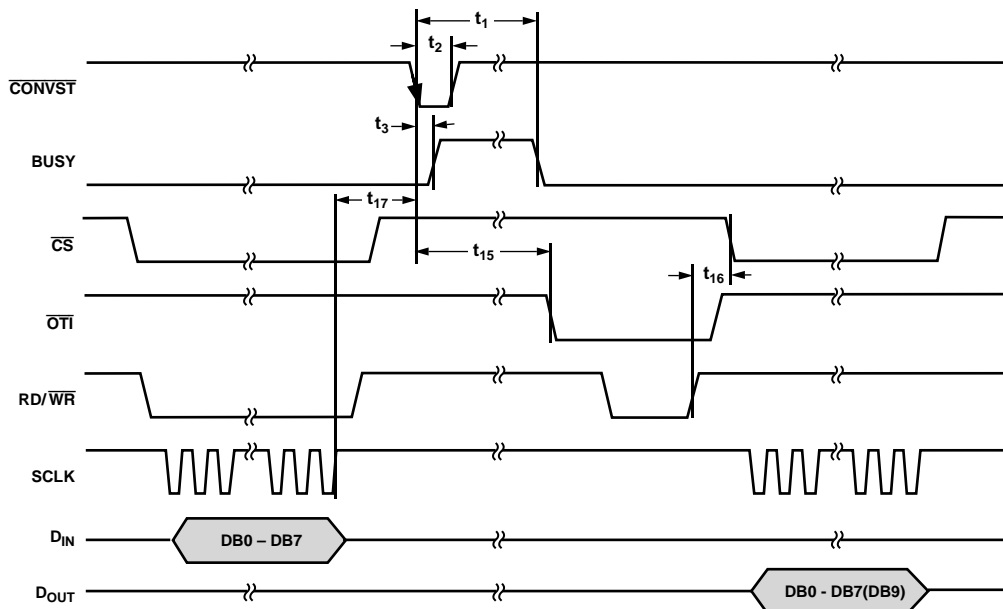 t1
t2
CONVST
t3
BUSY
t17
CS
t15
t16
OTI
RD/WR
SCLK
DIN
DB0 – DB7
DOUT
DB0 - DB7(DB9)